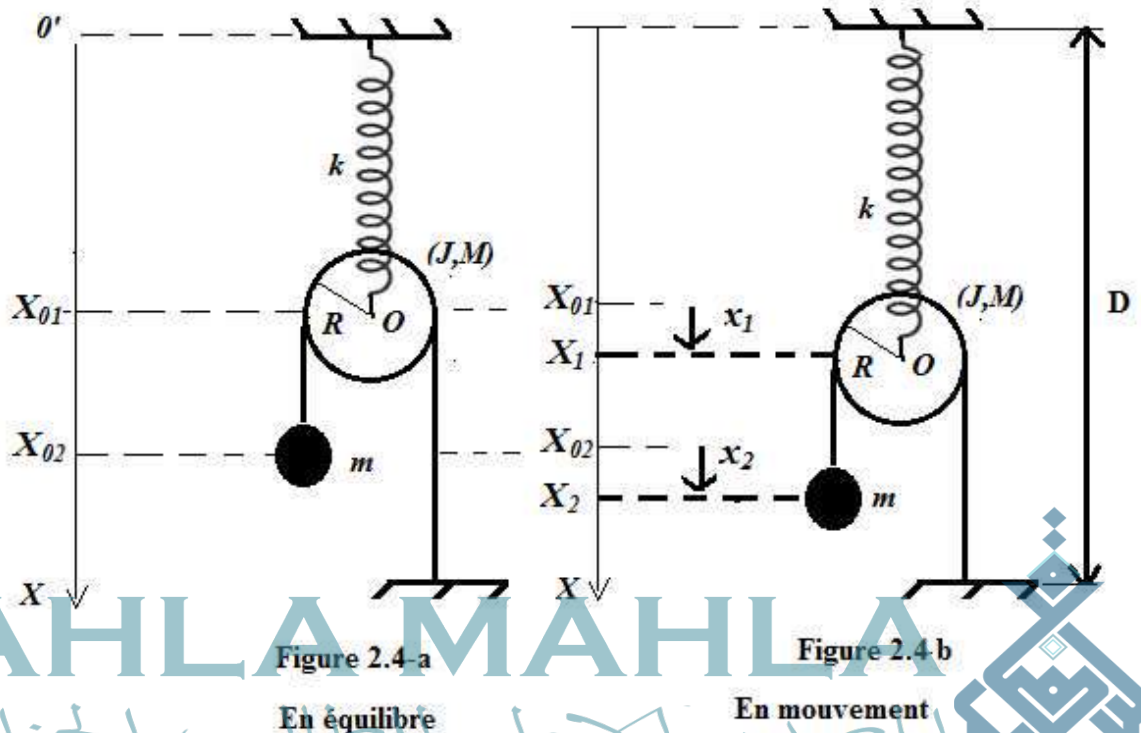 0'
k
(J,M)
X01
R
O
X02
m
X
Figure 2.4-a
En équilibre
D
k
X01
x1
(J,M)
X1
R
O
X02
x2
X2
m
X
Figure 2.4-b
En mouvement
AHLA MAHLA